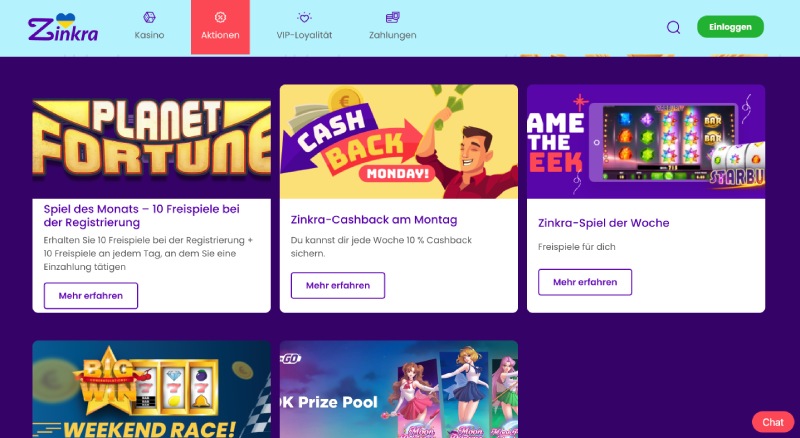 Zinkra
Kasino
Aktionen
VIP-Loyalität
Zahlungen
Einloggen
PLANET
FORTUNE
CASH
BACK
MONDAY!
AME
THE
EEK
BAR
BAR
STARBU
Spiel des Monats – 10 Freispiele bei
der Registrierung
Erhalten Sie 10 Freispiele bei der Registrierung +
10 Freispiele an jedem Tag, an dem Sie eine
Einzahlung tätigen
Mehr erfahren
Zinkra-Cashback am Montag
Du kannst dir jede Woche 10 % Cashback
sichern.
Mehr erfahren
Zinkra-Spiel der Woche
Freispiele für dich
Mehr erfahren
BIG
WIN
WEEKEND RACE!
GO
0K Prize Pool
Chat